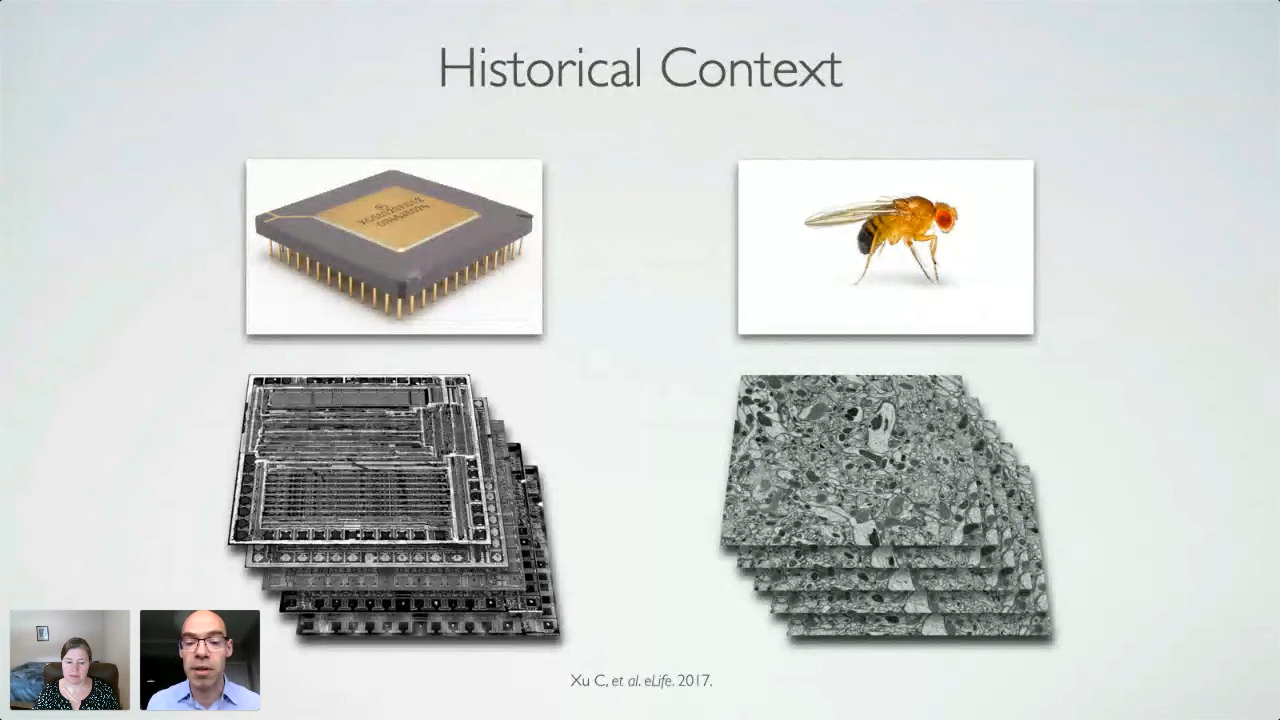 Historical Context
Xu C, et. al. eLife. 2017.